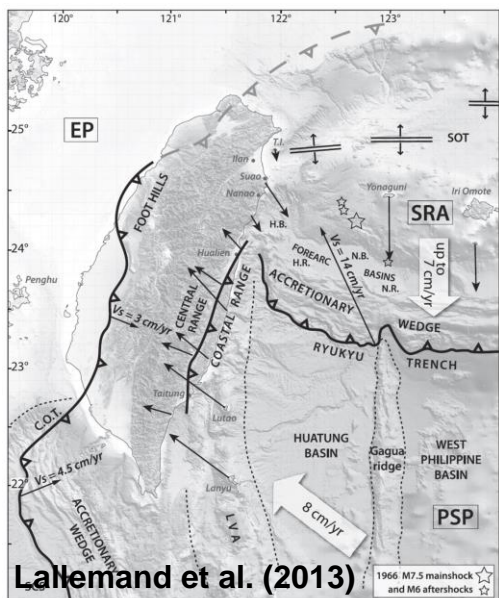 120° 121° 122° 123°
25°
EP
T.I.
SOT
Ilan
Suao
Nanao
Yonaguni
Iri Omote
FOOT HILLS
H.B.
SRA
24°
Hualien
FOREARC
H.R.
N.B.
BASINS
N.R.
up to
7 cm/yr
Penghu
Vs = 3 cm/yr
CENTRAL
RANGE
COASTAL RANGE
ACCRETIONARY
WEDGE
Vs = 14 cm/yr
23°
RYUKYU
TRENCH
Taitung
C.O.T.
Lutao
HUATUNG
BASIN
Gagua
ridge
WEST
PHILIPPINE
BASIN
22°
Vs = 4.5 cm/yr
Lanyu
8 cm/yr
PSP
ACCRETIONARY
WEDGE
LVA
Lallemand et al. (2013)
1966 M7.5 mainshock
and M6 aftershocks